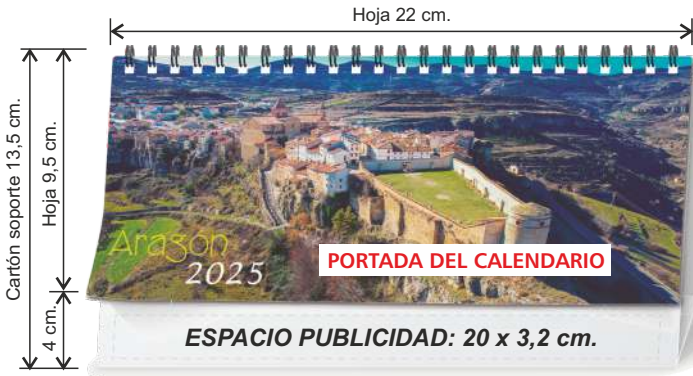 Hoja 22 cm.
Cartón soporte 13,5 cm.
Hoja 9,5 cm.
4 cm.
Aragón
2025
PORTADA DEL CALENDARIO
ESPACIO PUBLICIDAD: 20 x 3,2 cm.